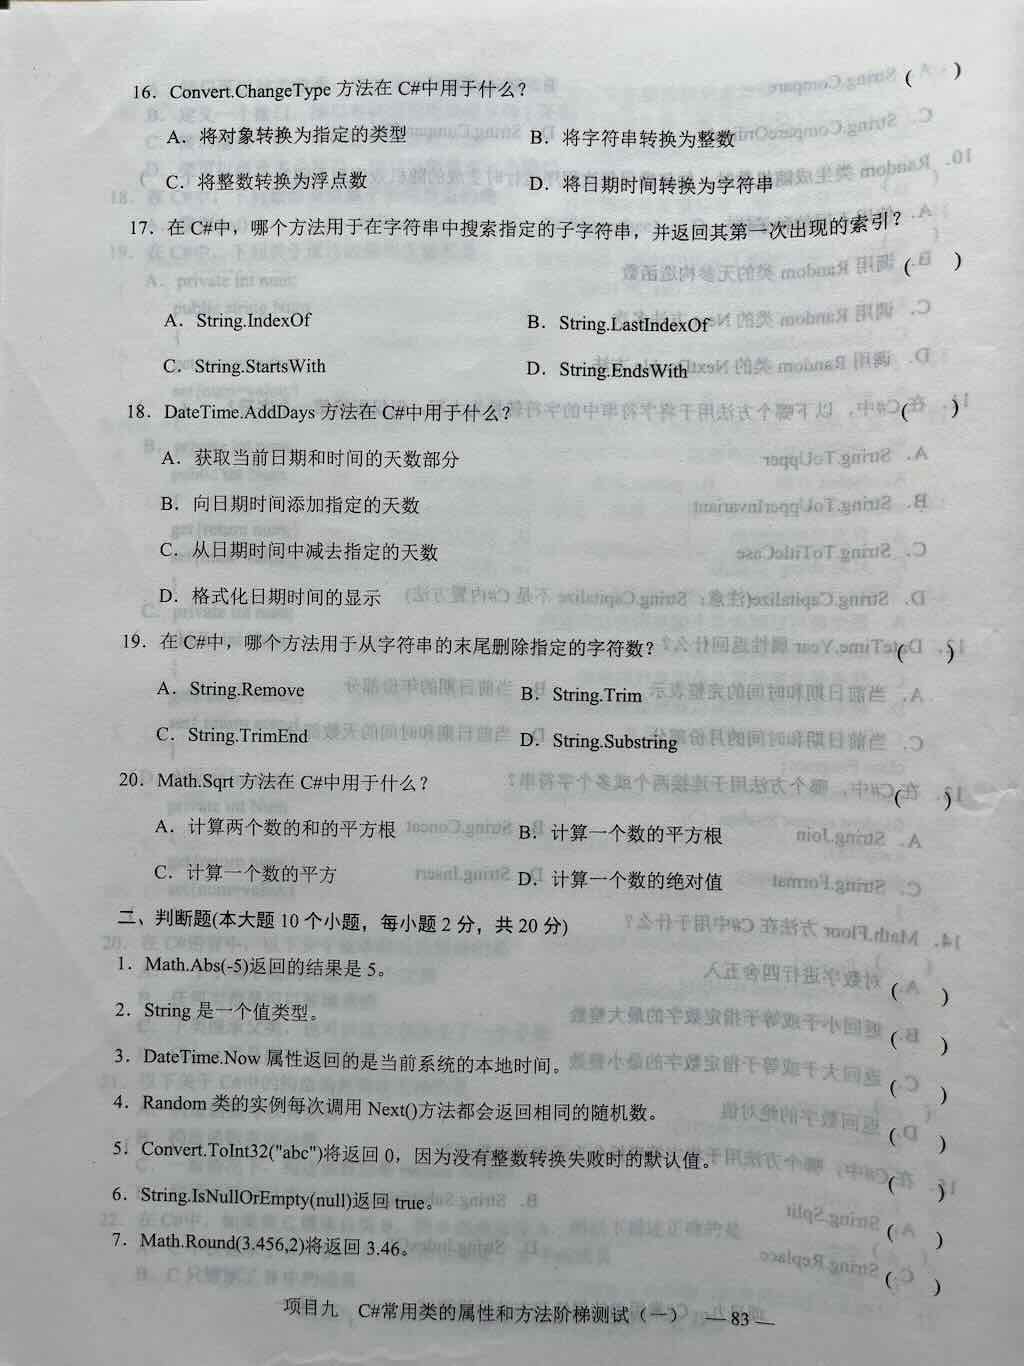 16．Convert.ChangeType 方法在 C#中用于什么？ ( )
A．将对象转换为指定的类型 B．将字符串转换为整数
C．将整数转换为浮点数 D．将日期时间转换为字符串
17．在 C#中，哪个方法用于在字符串中搜索指定的子字符串，并返回其第一次出现的索引？
( )
A．String.IndexOf B．String.LastIndexOf
C．String.StartsWith D．String.EndsWith
18．DateTime.AddDays 方法在 C#中用于什么？ ( )
A．获取当前日期和时间的天数部分
B．向日期时间添加指定的天数
C．从日期时间中减去指定的天数
D．格式化日期时间的显示
19．在 C#中，哪个方法用于从字符串的末尾删除指定的字符数？ ( )
A．String.Remove B．String.Trim
C．String.TrimEnd D．String.Substring
20．Math.Sqrt 方法在 C#中用于什么？ ( )
A．计算两个数的和的平方根 B．计算一个数的平方根
C．计算一个数的平方 D．计算一个数的绝对值
二、判断题(本大题 10 个小题，每小题 2 分，共 20 分)
1．Math.Abs(-5)返回的结果是 5。 ( )
2．String 是一个值类型。 ( )
3．DateTime.Now 属性返回的是当前系统的本地时间。 ( )
4．Random 类的实例每次调用 Next()方法都会返回相同的随机数。 ( )
5．Convert.ToInt32("abc")将返回 0，因为没有整数转换失败时的默认值。 ( )
6．String.IsNullOrEmpty(null)返回 true。 ( )
7．Math.Round(3.456,2)将返回 3.46。 ( )
项目九 C#常用类的属性和方法阶梯测试（一） — 83 —